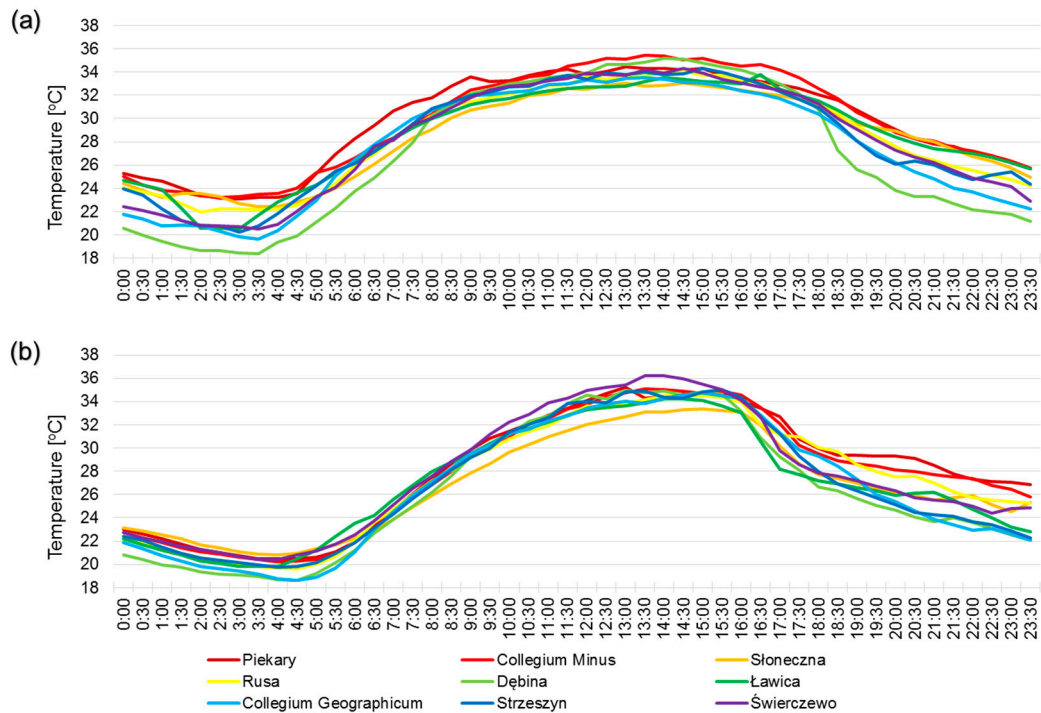 (a)
38
36
34
32
30
28
26
24
22
20
18
Temperature [°C]
0:00 0:30 1:00 1:30 2:00 2:30 3:00 3:30 4:00 4:30 5:00 5:30 6:00 6:30 7:00 7:30 8:00 8:30 9:00 9:30 10:00 10:30 11:00 11:30 12:00 12:30 13:00 13:30 14:00 14:30 15:00 15:30 16:00 16:30 17:00 17:30 18:00 18:30 19:00 19:30 20:00 20:30 21:00 21:30 22:00 22:30 23:00 23:30
(b)
38
36
34
32
30
28
26
24
22
20
18
Temperature [°C]
0:00 0:30 1:00 1:30 2:00 2:30 3:00 3:30 4:00 4:30 5:00 5:30 6:00 6:30 7:00 7:30 8:00 8:30 9:00 9:30 10:00 10:30 11:00 11:30 12:00 12:30 13:00 13:30 14:00 14:30 15:00 15:30 16:00 16:30 17:00 17:30 18:00 18:30 19:00 19:30 20:00 20:30 21:00 21:30 22:00 22:30 23:00 23:30
Piekary Collegium Minus Słoneczna
Rusa Dębina Ławica
Collegium Geographicum Strzeszyn Świerczewo